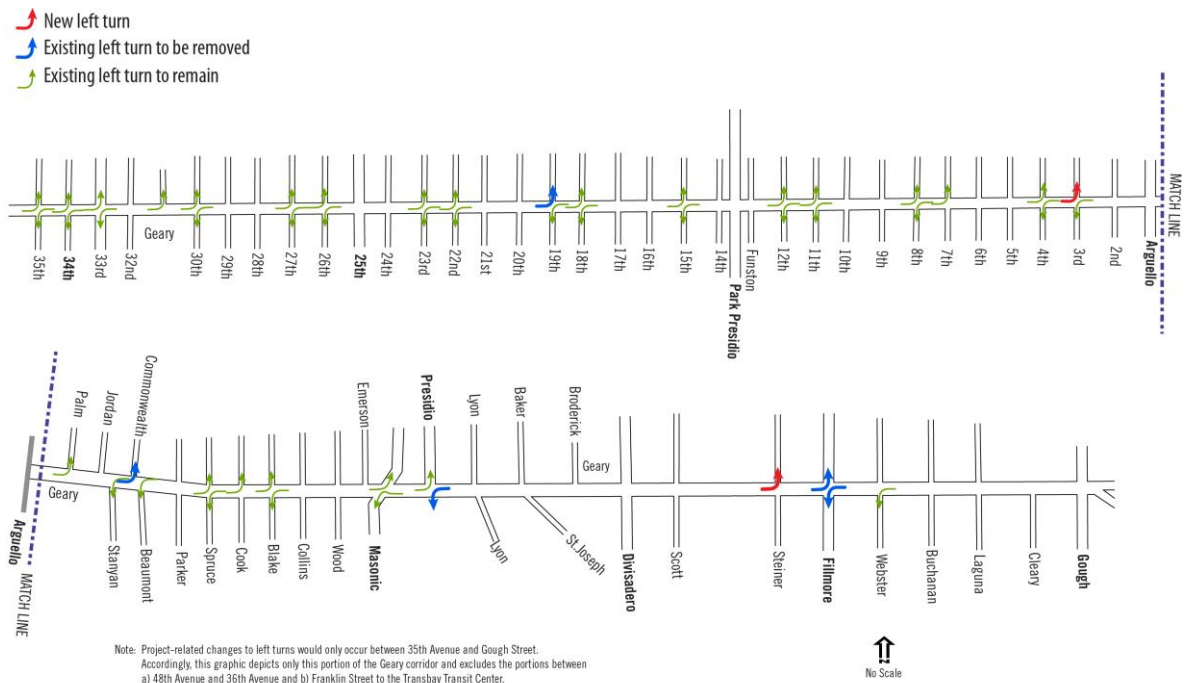 New left turn
Existing left turn to be removed
Existing left turn to remain
MATCH LINE
Geary
35th
34th
33rd
32nd
30th
29th
28th
27th
26th
25th
24th
23rd
22nd
21st
20th
19th
18th
17th
16th
15th
14th
Park Presidio
Funston
12th
11th
10th
9th
8th
7th
6th
5th
4th
3rd
2nd
Arguello
Palm
Jordan
Commonwealth
Emerson
Presidio
Lyon
Baker
Broderick
Geary
Geary
Arguello
MATCH LINE
Stanyan
Beaumont
Parker
Spruce
Cook
Blake
Collins
Wood
Masonic
Lyon
St.Joseph
Divisadero
Scott
Steiner
Fillmore
Webster
Buchanan
Laguna
Cleary
Gough
Note: Project-related changes to left turns would only occur between 35th Avenue and Gough Street.
Accordingly, this graphic depicts only this portion of the Geary corridor and excludes the portions between
a) 48th Avenue and 36th Avenue and b) Franklin Street to the Transbay Transit Center.
No Scale